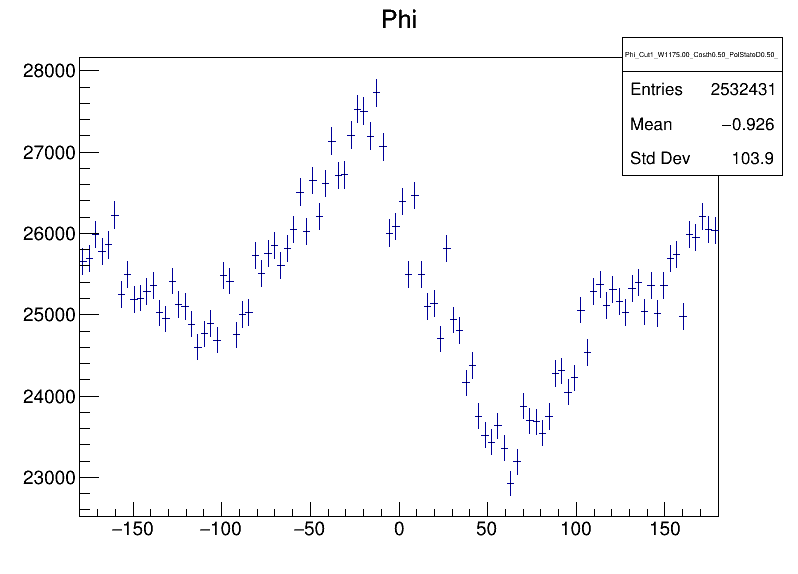 Phi
Phi_Cut1_W1175.00_Costh0.50_PolStateD0.50_
Entries 2532431
Mean −0.926
Std Dev 103.9
28000
27000
26000
25000
24000
23000
−150 −100 −50 0 50 100 150